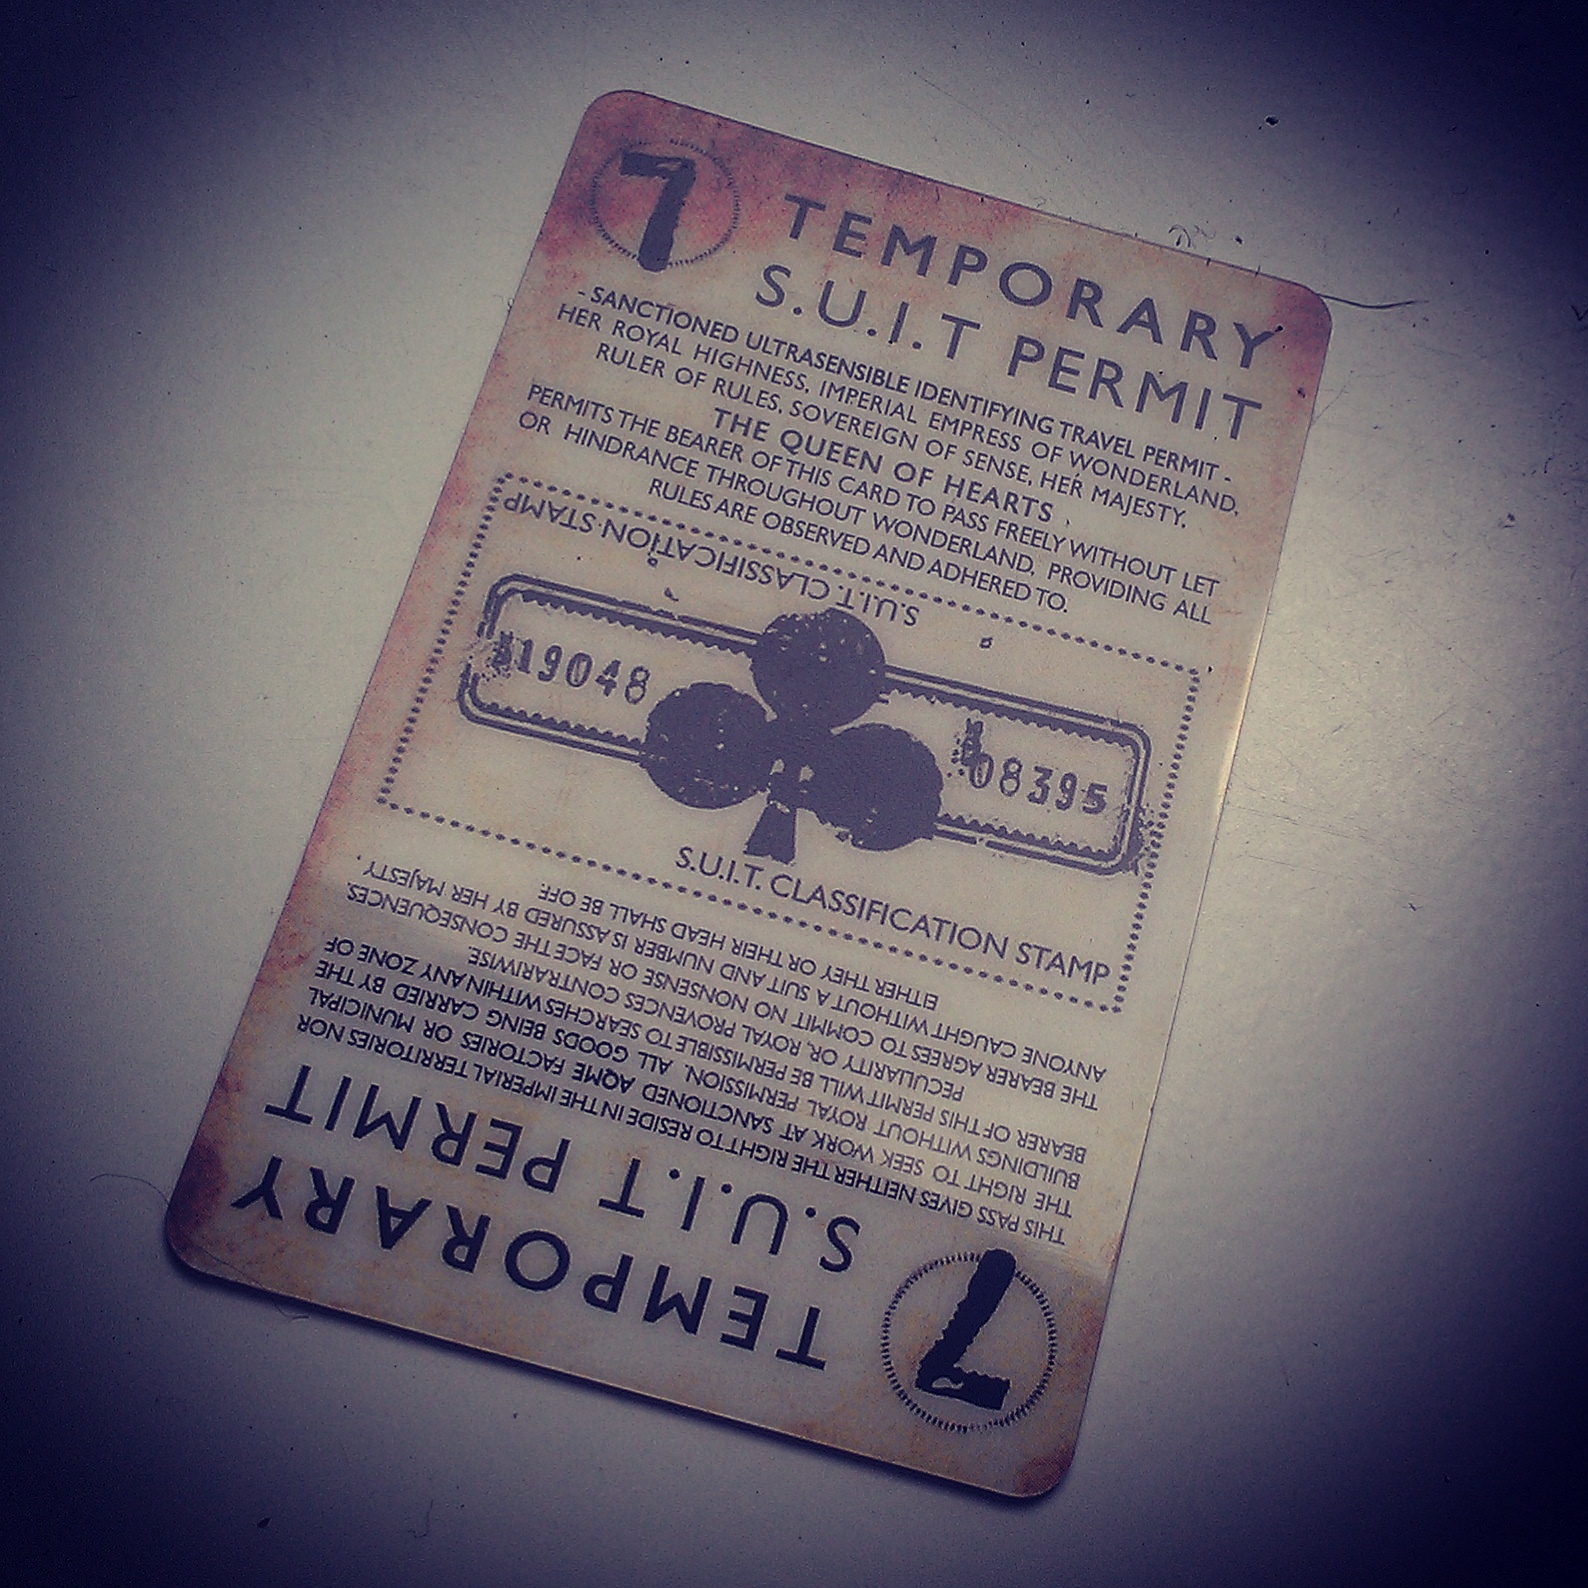 7
TEMPORARY
S.U.I.T PERMIT
- SANCTIONED ULTRASENSIBLE IDENTIFYING TRAVEL PERMIT -
HER ROYAL HIGHNESS, IMPERIAL EMPRESS OF WONDERLAND,
RULER OF RULES, SOVEREIGN OF SENSE, HER MAJESTY,
THE QUEEN OF HEARTS ,
PERMITS THE BEARER OF THIS CARD TO PASS FREELY WITHOUT LET
OR HINDRANCE THROUGHOUT WONDERLAND, PROVIDING ALL
RULES ARE OBSERVED AND ADHERED TO.
S.U.I.T. CLASSIFICATION STAMP
19048
08395
S.U.I.T. CLASSIFICATION STAMP
7
TEMPORARY
S.U.I.T PERMIT
THIS PASS GIVES NEITHER THE RIGHT TO RESIDE IN THE IMPERIAL TERRITORIES NOR
THE RIGHT TO SEEK WORK AT SANCTIONED AQME FACTORIES OR MUNICIPAL
BUILDINGS WITHOUT ROYAL PERMISSION, ALL GOODS BEING CARRIED BY THE
BEARER OF THIS PERMIT WILL BE PERMISSIBLE TO SEARCHES WITHIN ANY ZONE OF
PECULIARITY OR, ROYAL PROVENCES CONTRARIWISE.
THE BEARER AGREES TO COMMIT NO NONSENSE OR FACE THE CONSEQUENCES.
ANYONE CAUGHT WITHOUT A SUIT AND NUMBER IS ASSURED BY HER MAJESTY ,
EITHER THEY OR THEIR HEAD SHALL BE OFF.